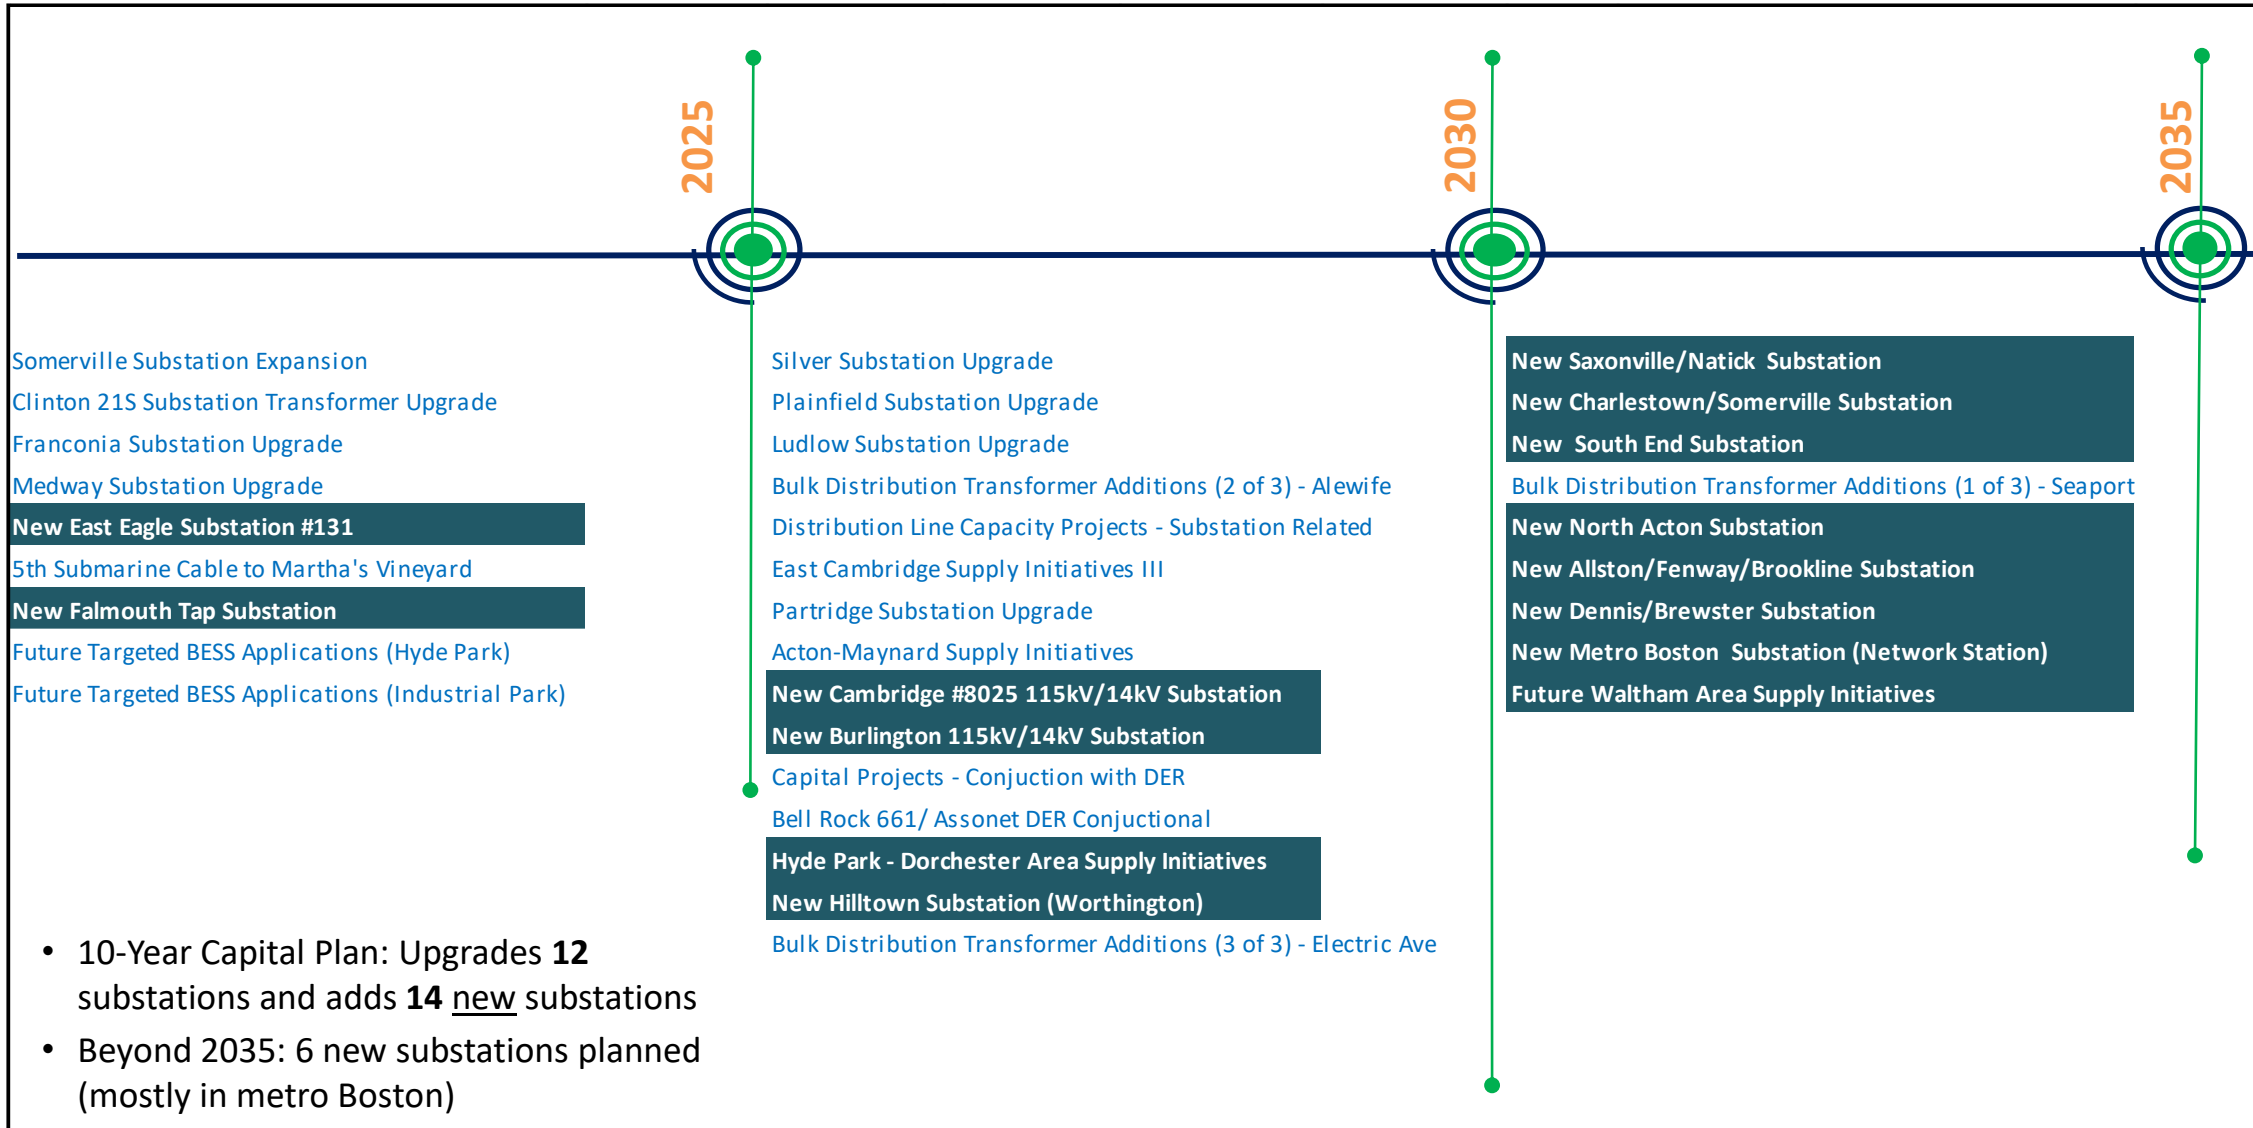 2025
2030
2035
Somerville Substation Expansion
Clinton 21S Substation Transformer Upgrade
Franconia Substation Upgrade
Medway Substation Upgrade
New East Eagle Substation #131
5th Submarine Cable to Martha's Vineyard
New Falmouth Tap Substation
Future Targeted BESS Applications (Hyde Park)
Future Targeted BESS Applications (Industrial Park)
Silver Substation Upgrade
Plainfield Substation Upgrade
Ludlow Substation Upgrade
Bulk Distribution Transformer Additions (2 of 3) - Alewife
Distribution Line Capacity Projects - Substation Related
East Cambridge Supply Initiatives III
Partridge Substation Upgrade
Acton-Maynard Supply Initiatives
New Cambridge #8025 115kV/14kV Substation
New Burlington 115kV/14kV Substation
Capital Projects - Conjuction with DER
Bell Rock 661/ Assonet DER Conjuctional
Hyde Park - Dorchester Area Supply Initiatives
New Hilltown Substation (Worthington)
Bulk Distribution Transformer Additions (3 of 3) - Electric Ave
New Saxonville/Natick Substation
New Charlestown/Somerville Substation
New South End Substation
Bulk Distribution Transformer Additions (1 of 3) - Seaport
New North Acton Substation
New Allston/Fenway/Brookline Substation
New Dennis/Brewster Substation
New Metro Boston Substation (Network Station)
Future Waltham Area Supply Initiatives
• 10-Year Capital Plan: Upgrades 12
substations and adds 14 new substations
• Beyond 2035: 6 new substations planned
(mostly in metro Boston)